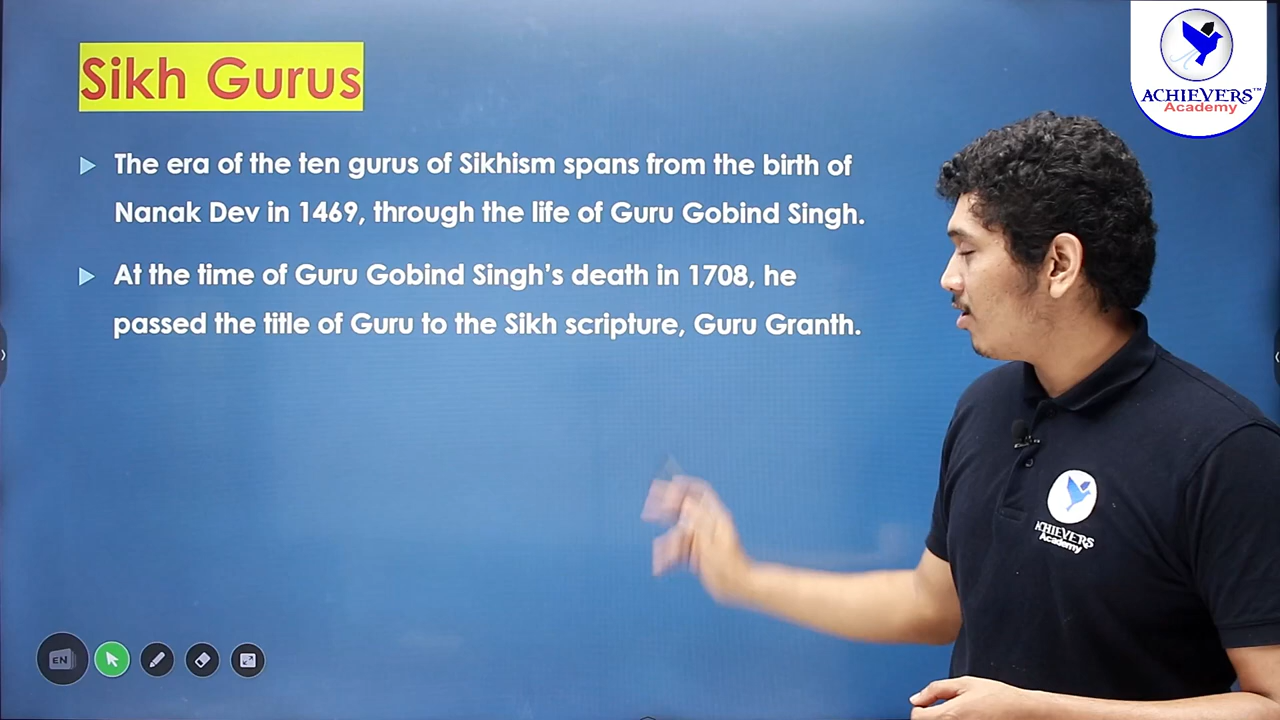 Sikh Gurus
ACHIEVERS™
Academy
The era of the ten gurus of Sikhism spans from the birth of
Nanak Dev in 1469, through the life of Guru Gobind Singh.
At the time of Guru Gobind Singh’s death in 1708, he
passed the title of Guru to the Sikh scripture, Guru Granth.
ACHIEVERS
Academy
EN